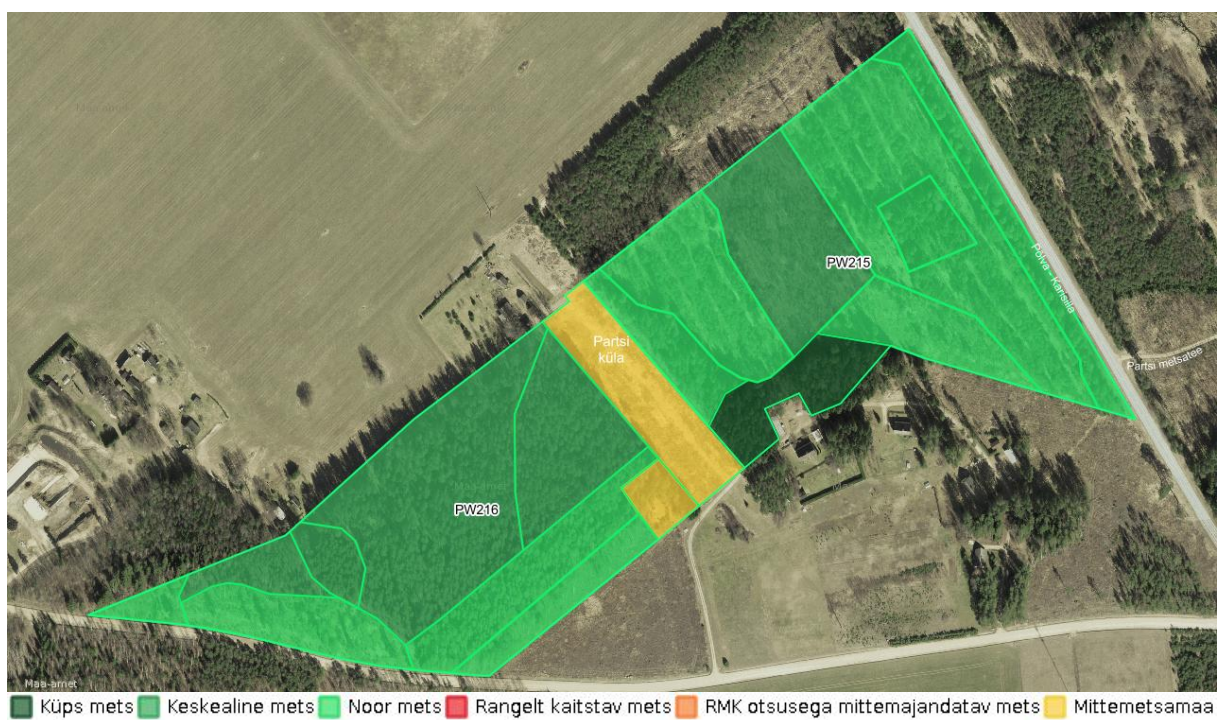 PW215
Põlva - Karisilla
Partsi
küla
Partsi metsatee
PW216
Maa-amet
Küps mets Keskealine mets Noor mets Rangelt kaitstav mets RMK otsusega mittemajandatav mets Mittemetsamaa